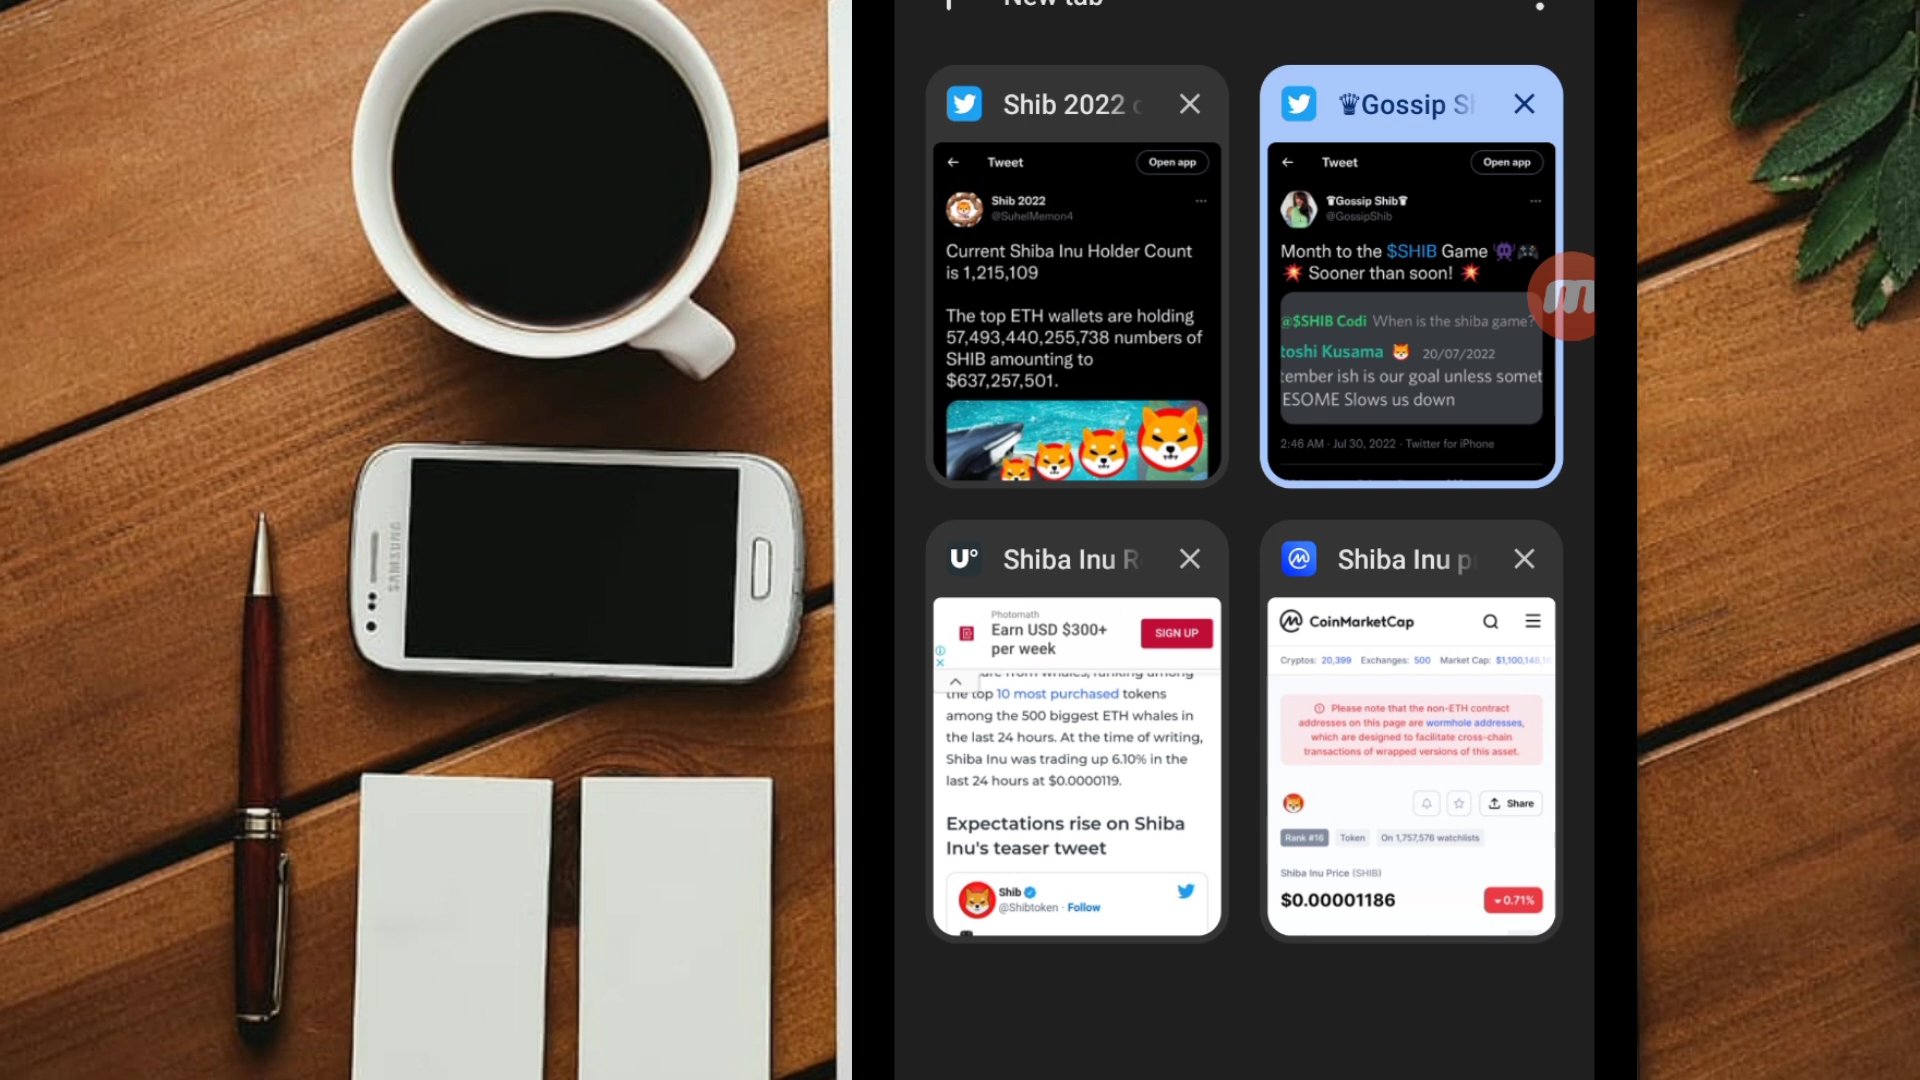 New tab
Shib 2022
♛Gossip Sh
Tweet
Open app
Shib 2022
@SuhelMemon4
Current Shiba Inu Holder Count
is 1,215,109
The top ETH wallets are holding
57,493,440,255,738 numbers of
SHIB amounting to
$637,257,501.
Tweet
Open app
♛Gossip Shib♛
@GossipShib
Month to the $SHIB Game 👾🎮
💥 Sooner than soon! 💥
@$SHIB Codi When is the shiba game?
toshi Kusama 20/07/2022
tember ish is our goal unless somet
ESOME Slows us down
2:46 AM · Jul 30, 2022 · Twitter for iPhone
SAMSUNG
U°
Shiba Inu R
Shiba Inu p
Photomath
Earn USD $300+
per week
SIGN UP
the top 10 most purchased tokens
among the 500 biggest ETH whales in
the last 24 hours. At the time of writing,
Shiba Inu was trading up 6.10% in the
last 24 hours at $0.0000119.
Expectations rise on Shiba
Inu's teaser tweet
Shib
@Shibtoken · Follow
CoinMarketCap
Cryptos: 20,399 Exchanges: 500 Market Cap: $1,100,148,1
Please note that the non-ETH contract
addresses on this page are wormhole addresses,
which are designed to facilitate cross-chain
transactions of wrapped versions of this asset.
Share
Rank #16
Token
On 1,757,576 watchlists
Shiba Inu Price (SHIB)
$0.00001186
0.71%